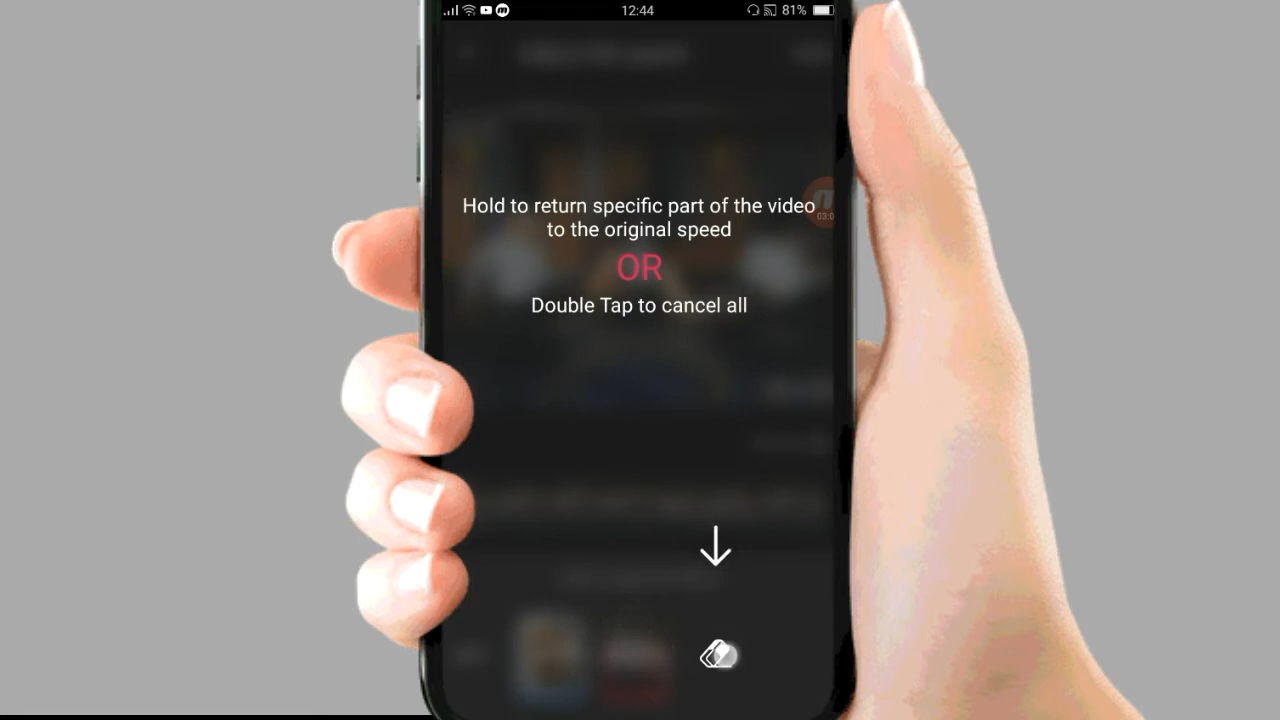 12:44
81%
Hold to return specific part of the video
to the original speed
OR
Double Tap to cancel all